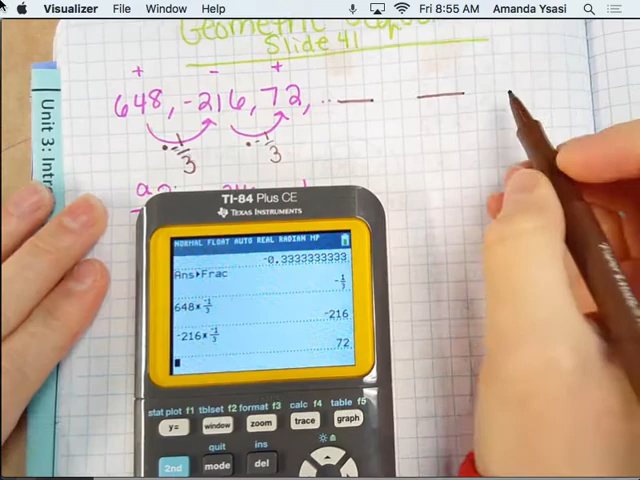 Visualizer File Window Help Fri 8:55 AM Amanda Ysasi
Geometric
Slide 41
+ - +
648, -216, 72, ...
· -1/3 · -1/3
Unit 3: Intr
TI-84 Plus CE
TEXAS INSTRUMENTS
NORMAL FLOAT AUTO REAL RADIAN MP
-0.3333333333
Ans▸Frac
-1/3
648*-1/3
-216
-216*-1/3
72
stat plot f1 tblset f2 format f3 calc f4 table f5
y= window zoom trace graph
quit ins
2nd mode del